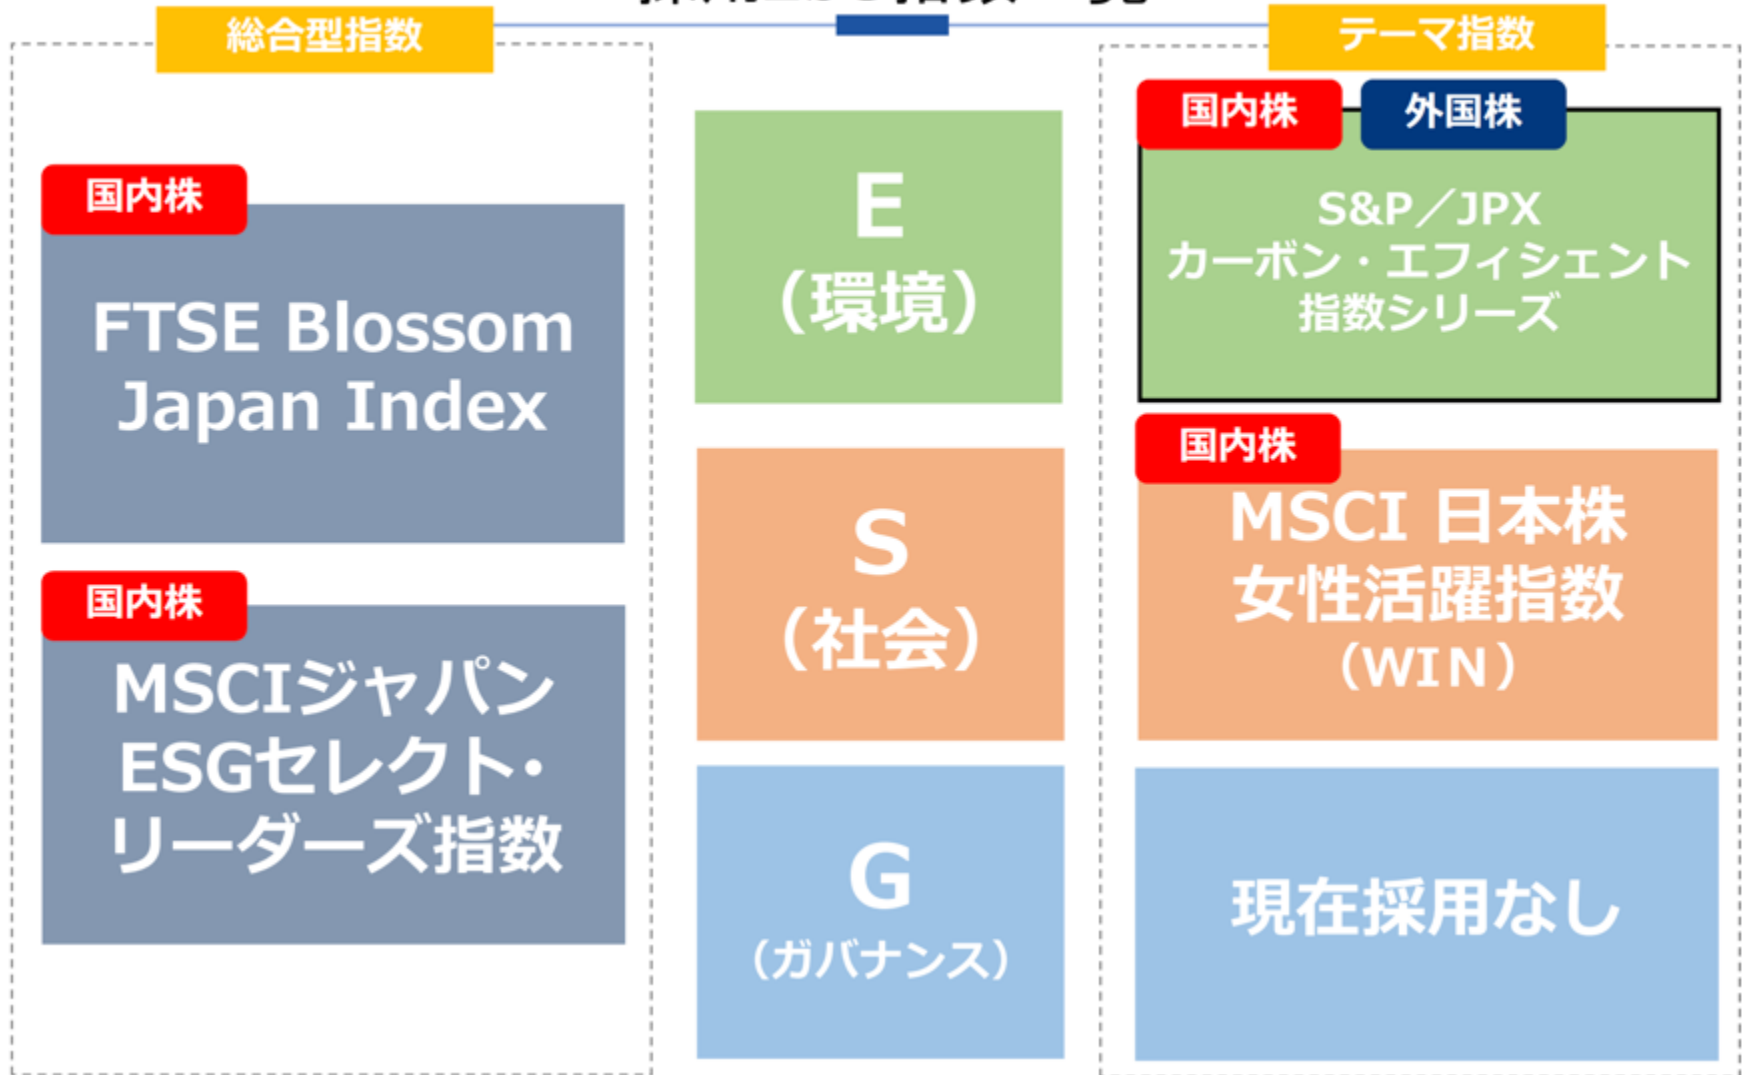 総合型指数
国内株
FTSE Blossom
Japan Index
国内株
MSCIジャパン
ESGセレクト・
リーダーズ指数
E
（環境）
S
（社会）
G
（ガバナンス）
テーマ指数
国内株
外国株
S&P／JPX
カーボン・エフィシェント
指数シリーズ
国内株
MSCI 日本株
女性活躍指数
（WIN）
現在採用なし